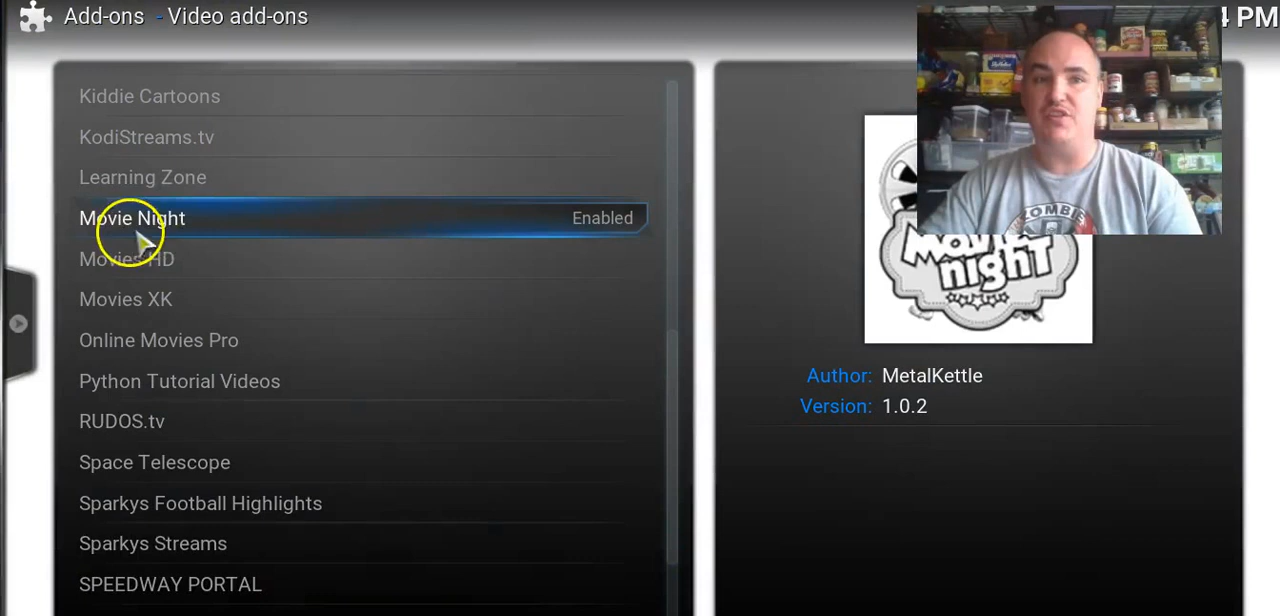 Add-ons - Video add-ons
4 PM
Kiddie Cartoons
KodiStreams.tv
Learning Zone
Movie Night Enabled
Movies HD
Movies XK
Online Movies Pro
Python Tutorial Videos
RUDOS.tv
Space Telescope
Sparkys Football Highlights
Sparkys Streams
SPEEDWAY PORTAL
ZOMBIE
MOVIE
nighT
Author: MetalKettle
Version: 1.0.2